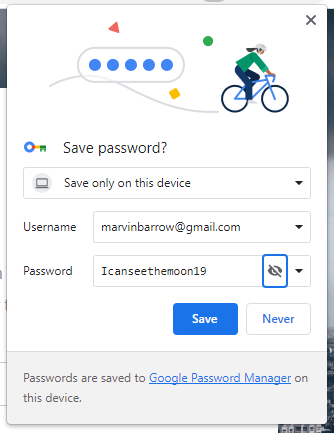 Save password?
Save only on this device
Username marvinbarrow@gmail.com
Password Icanseethemoon19
Save Never
Passwords are saved to Google Password Manager on
this device.